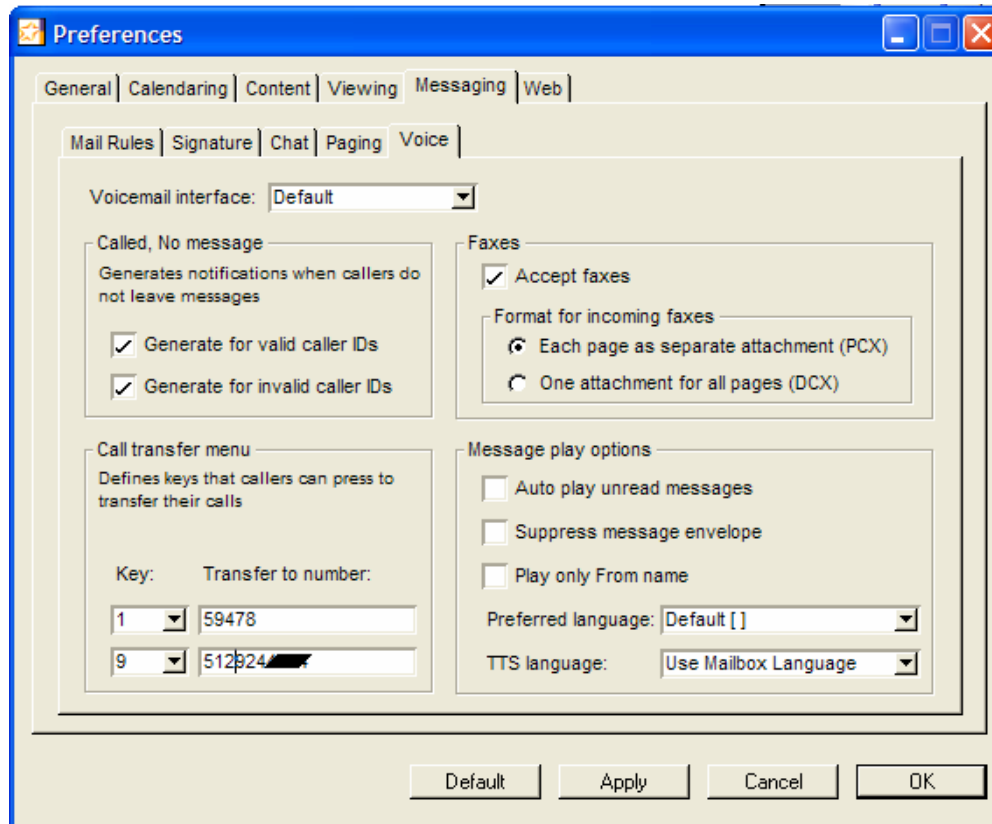 Preferences
General Calendaring Content Viewing Messaging Web
Mail Rules Signature Chat Paging Voice
Voicemail interface: Default
Called, No message
Generates notifications when callers do
not leave messages
Generate for valid caller IDs
Generate for invalid caller IDs
Faxes
Accept faxes
Format for incoming faxes
Each page as separate attachment (PCX)
One attachment for all pages (DCX)
Call transfer menu
Defines keys that callers can press to
transfer their calls
Key: Transfer to number:
1 59478
9 512924
Message play options
Auto play unread messages
Suppress message envelope
Play only From name
Preferred language: Default [ ]
TTS language: Use Mailbox Language
Default Apply Cancel OK